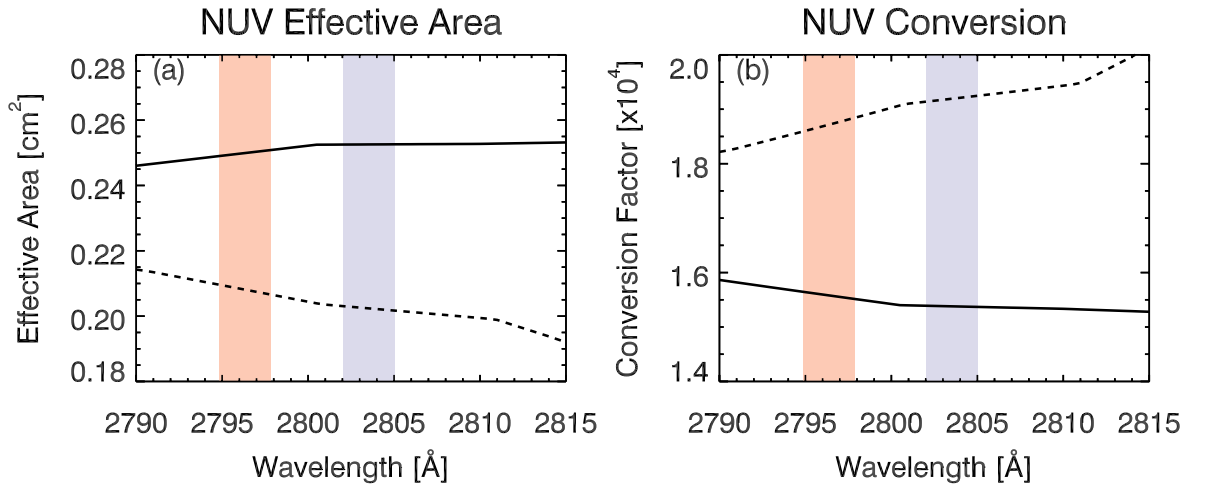 NUV Effective Area
(a)
Effective Area [cm²]
0.28
0.26
0.24
0.22
0.20
0.18
2790 2795 2800 2805 2810 2815
Wavelength [Å]
NUV Conversion
(b)
Conversion Factor [x10⁴]
2.0
1.8
1.6
1.4
2790 2795 2800 2805 2810 2815
Wavelength [Å]